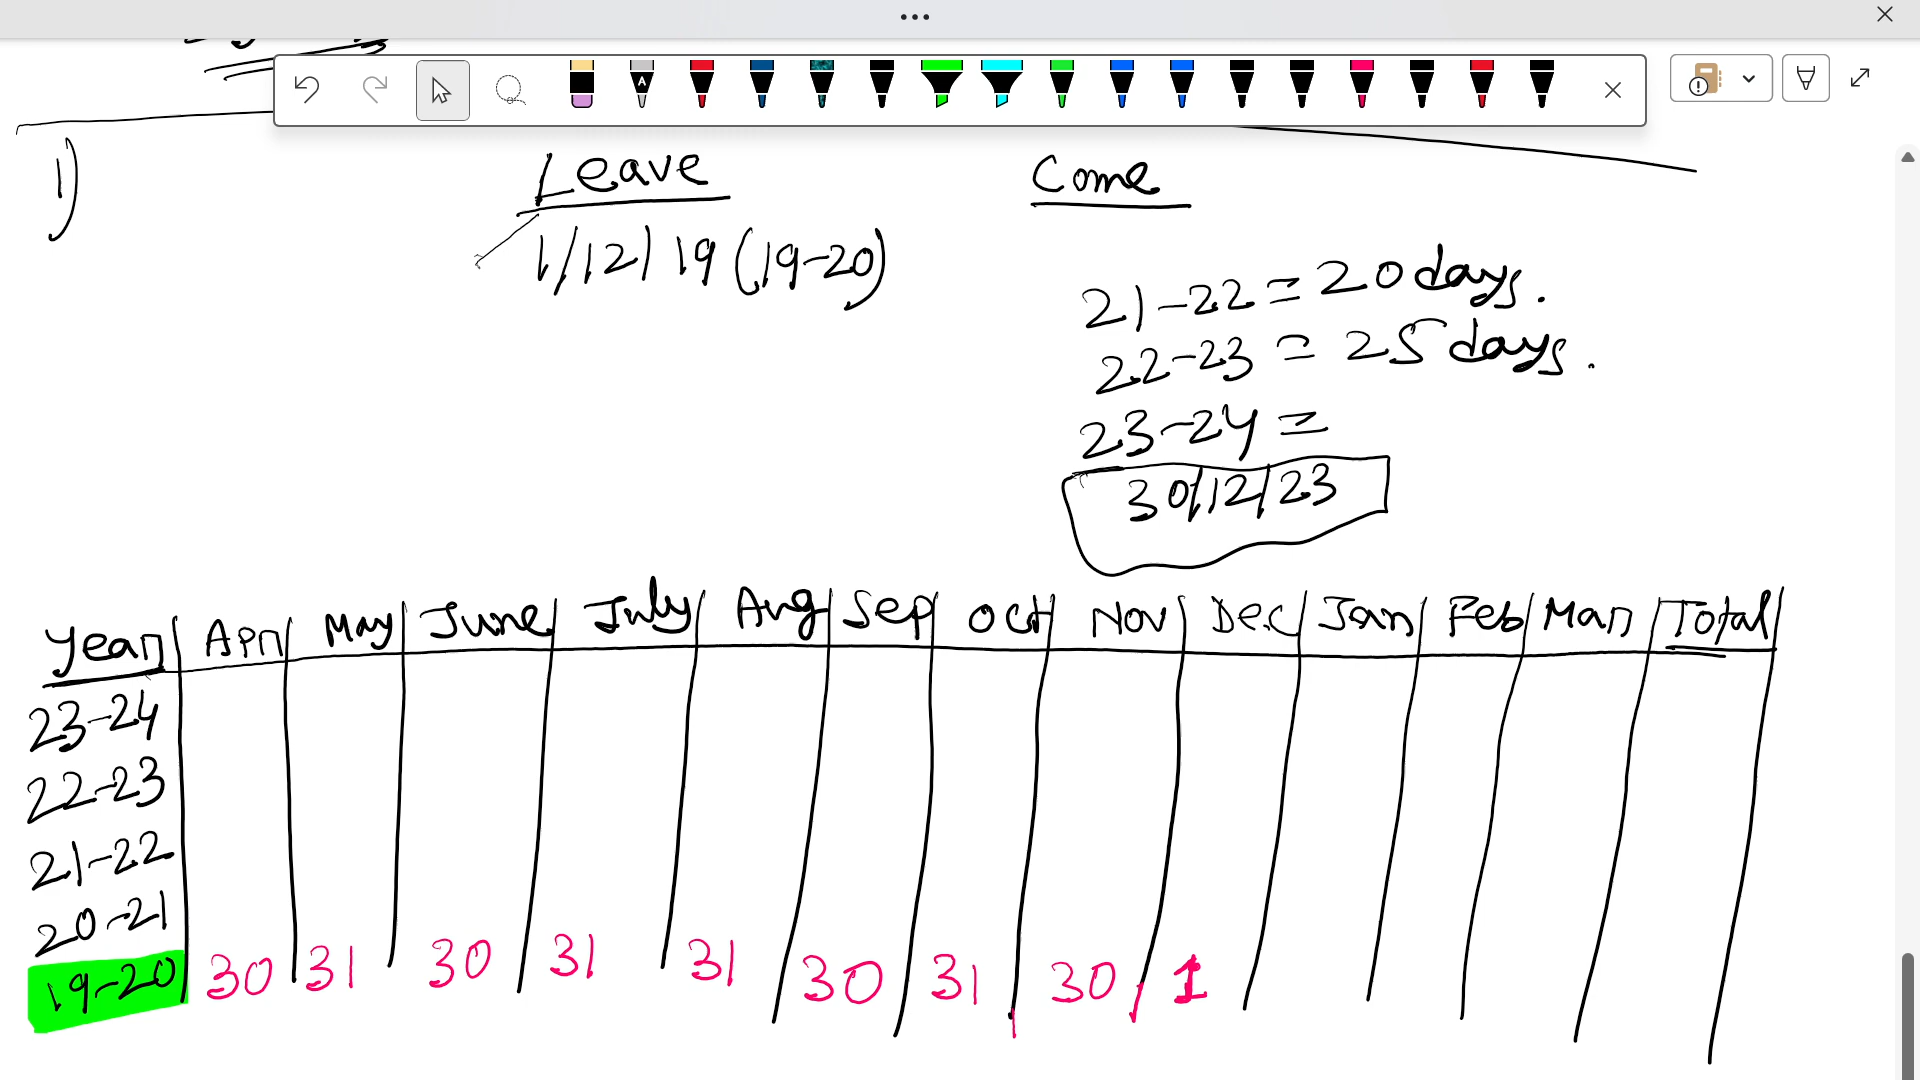 1)
Leave Come
1/12/19 (19-20)
21-22 = 20 days.
22-23 = 25 days.
23-24 =
30/12/23
Year Apr May June July Aug Sep Oct Nov Dec Jan Feb Mar Total
23-24
22-23
21-22
20-21
19-20 30 31 30 31 31 30 31 30 1